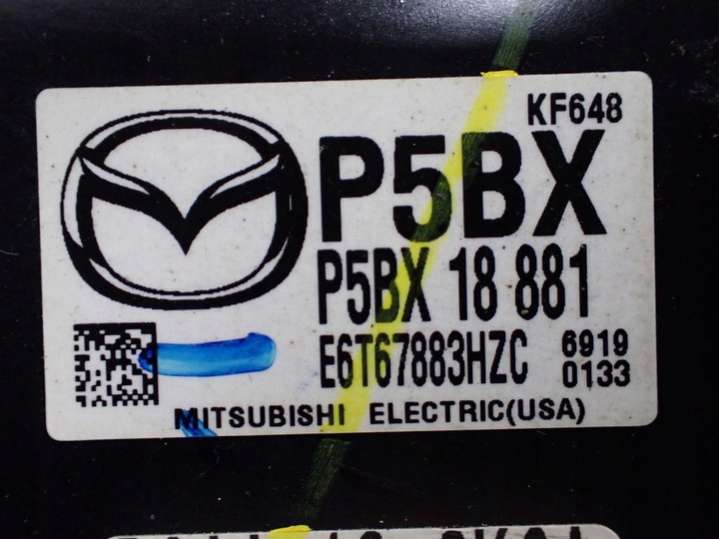 KF648
P5BX
P5BX 18 881
E6T67883HZC 6919
0133
MITSUBISHI ELECTRIC(USA)